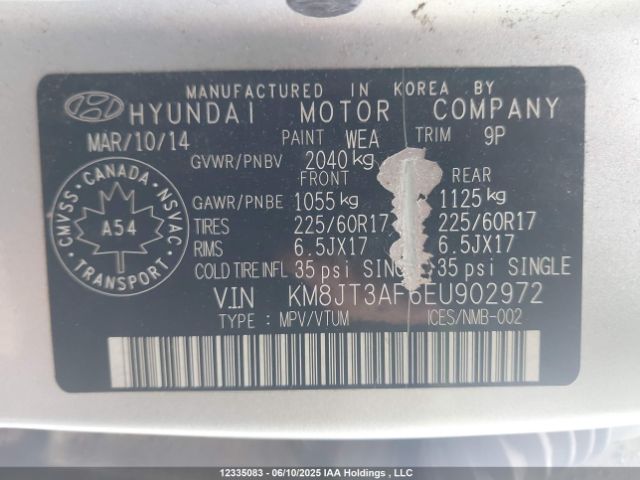 MANUFACTURED IN KOREA BY
HYUNDAI MOTOR COMPANY
MAR/10/14 PAINT WEA TRIM 9P
GVWR/PNBV 2040 kg
FRONT REAR
GAWR/PNBE 1055 kg 1125 kg
TIRES 225/60R17 225/60R17
RIMS 6.5JX17 6.5JX17
COLD TIRE INFL 35 psi SINGLE 35 psi SINGLE
CMVSS · CANADA · NSVAC
A54
TRANSPORT
VIN KM8JT3AF6EU902972
TYPE : MPV/VTUM ICES/NMB-002
12335083 - 06/10/2025 IAA Holdings , LLC